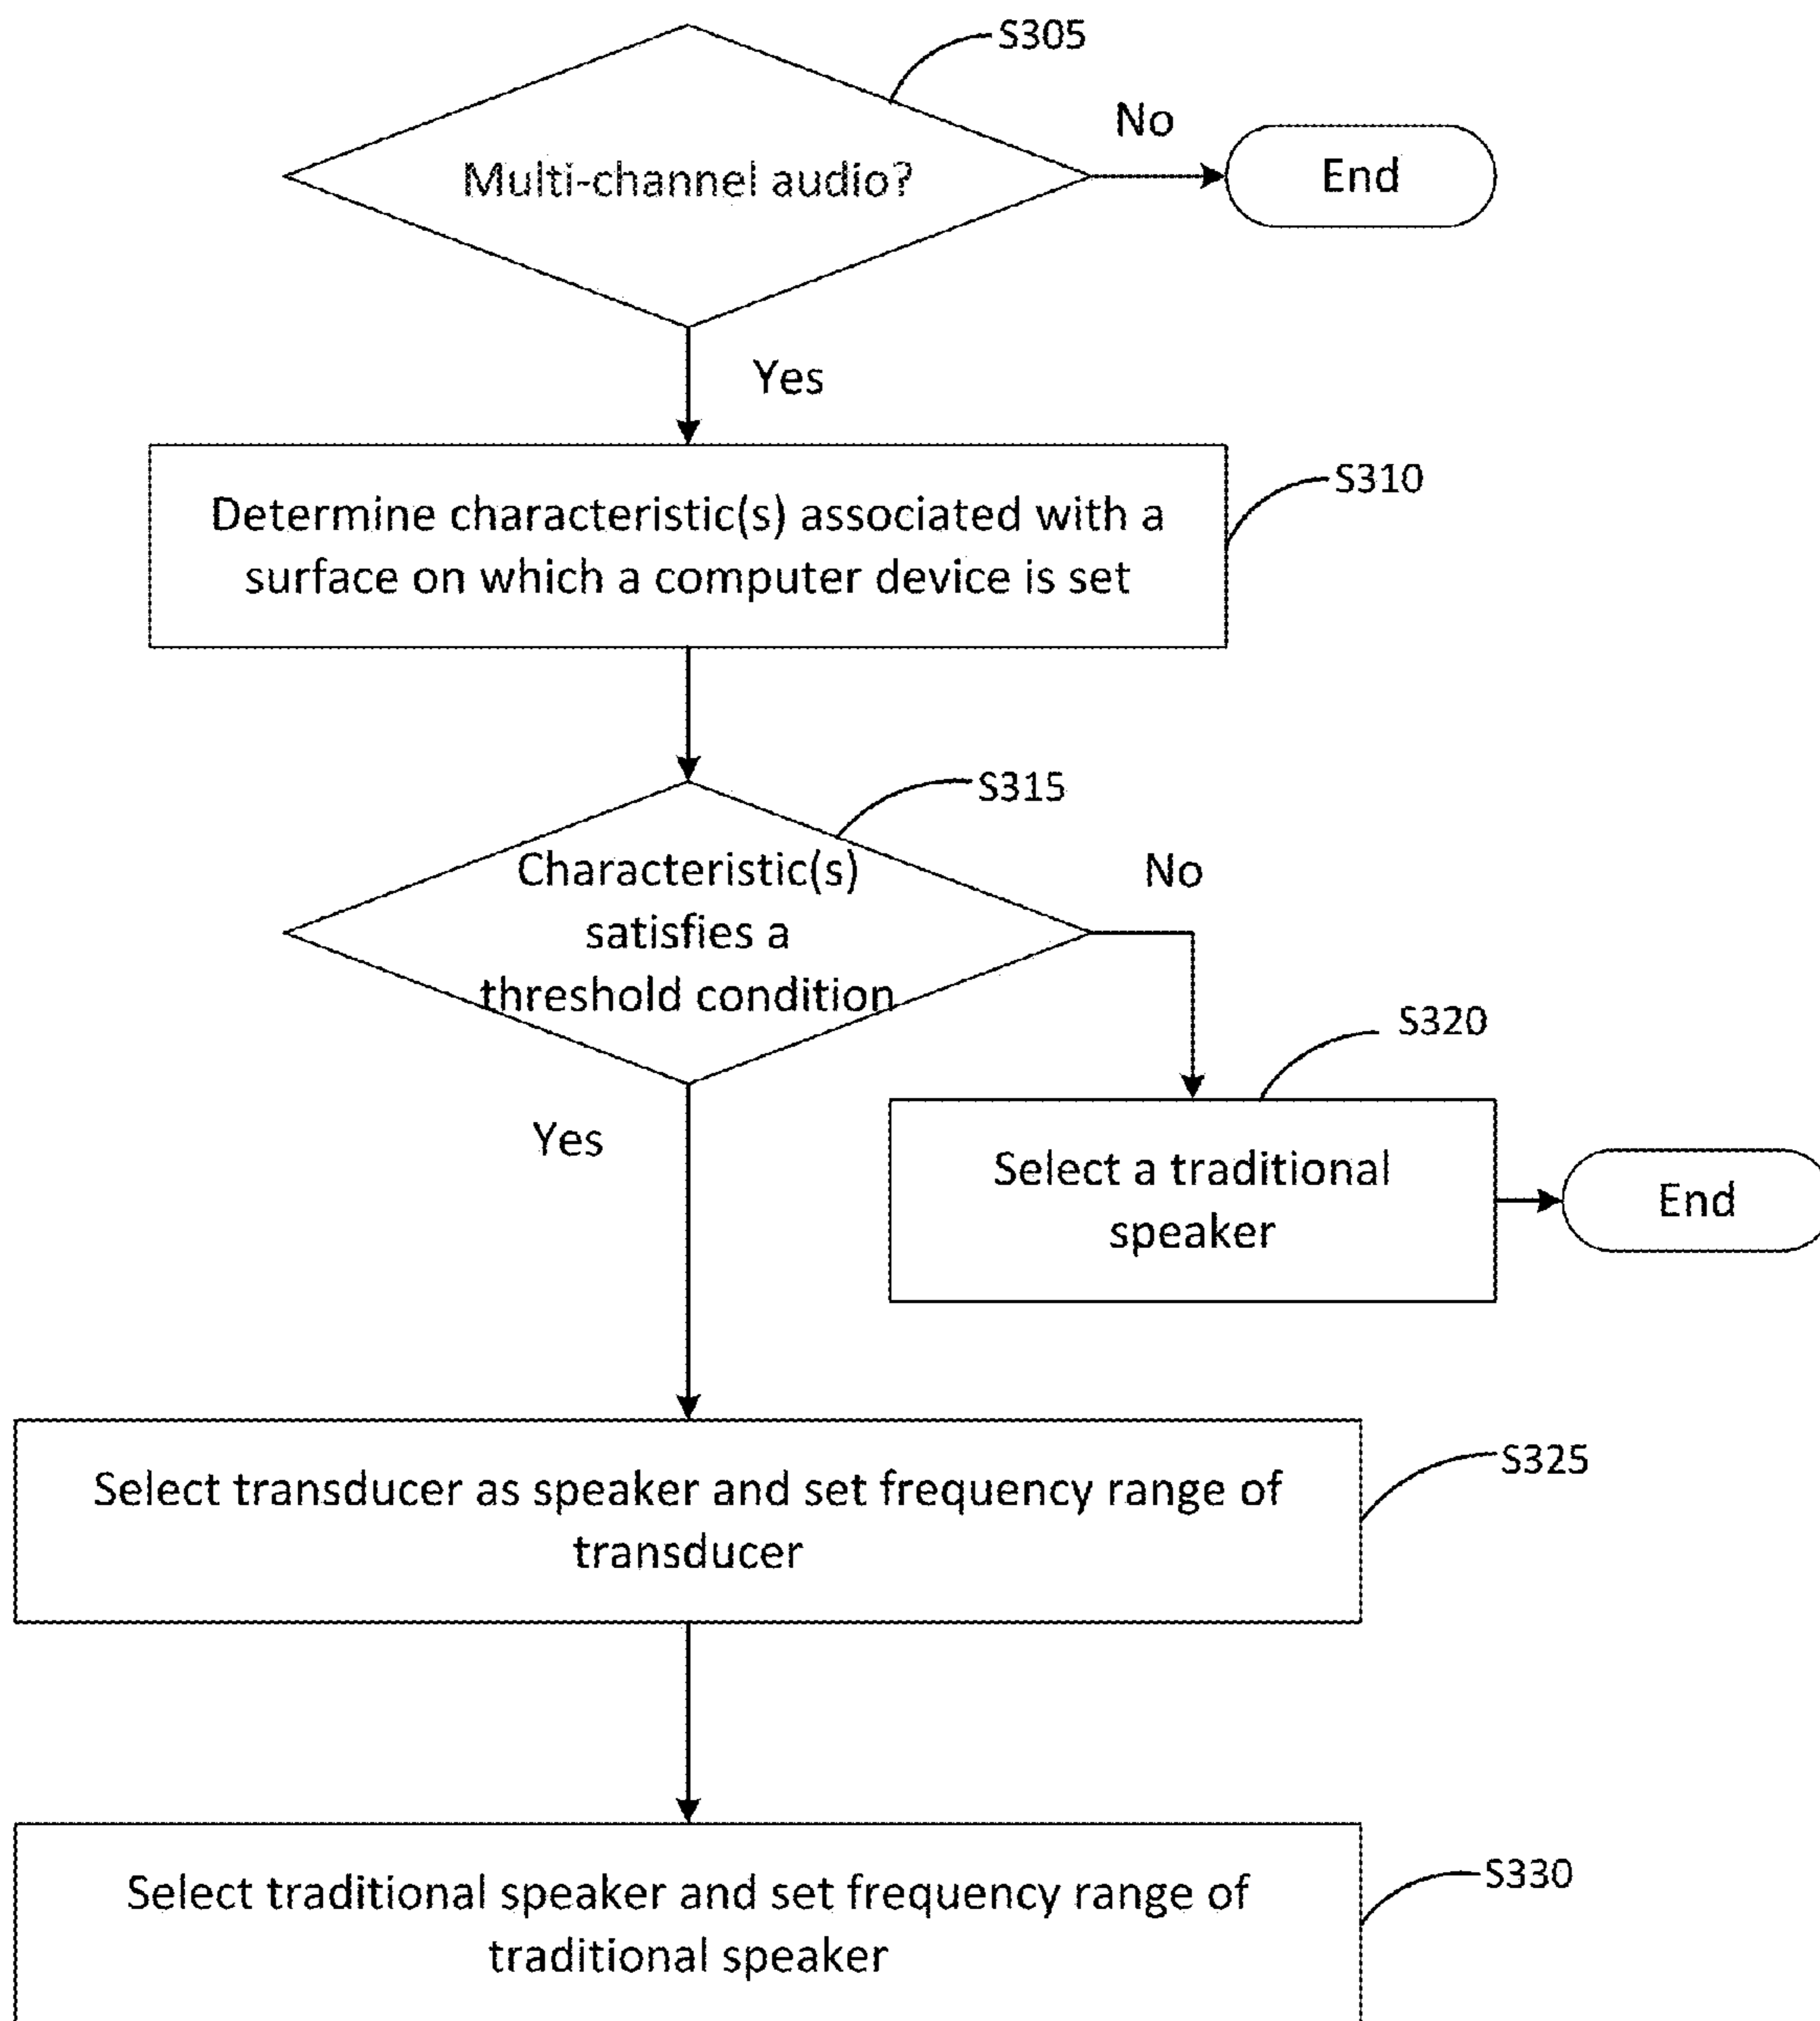 S305
No
Multi-channel audio?
End
Yes
S310
Determine characteristic(s) associated with a
surface on which a computer device is set
S315
Characteristic(s)
satisfies a
threshold condition
No
S320
Yes
Select a traditional
speaker
End
S325
Select transducer as speaker and set frequency range of
transducer
S330
Select traditional speaker and set frequency range of
traditional speaker